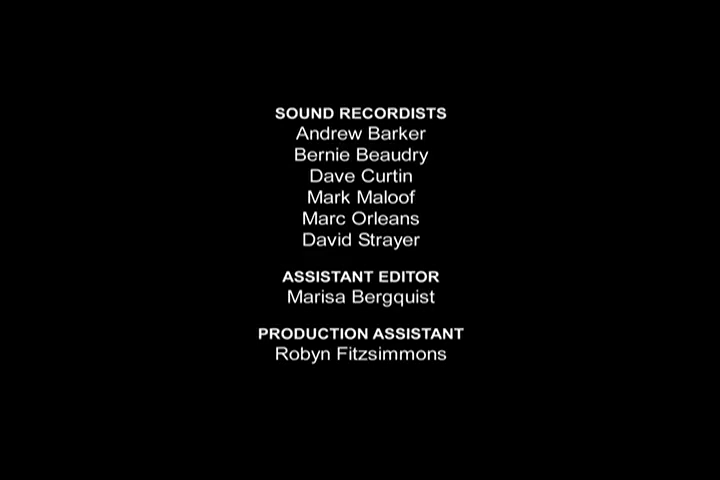 SOUND RECORDISTS
Andrew Barker
Bernie Beaudry
Dave Curtin
Mark Maloof
Marc Orleans
David Strayer
ASSISTANT EDITOR
Marisa Bergquist
PRODUCTION ASSISTANT
Robyn Fitzsimmons